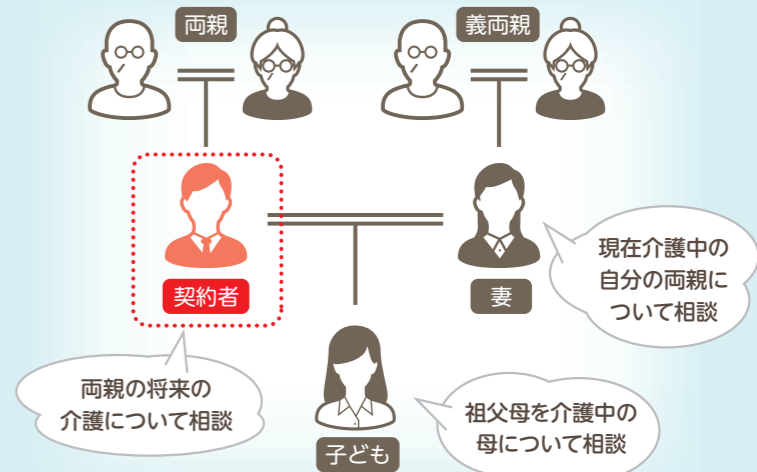 両親
義両親
契約者
妻
現在介護中の
自分の両親に
ついて相談
両親の将来の
介護について相談
子ども
祖父母を介護中の
母について相談